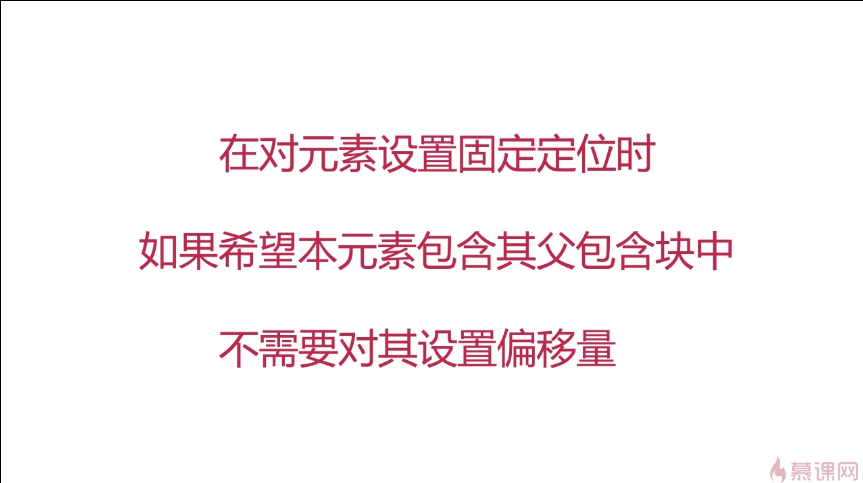 在对元素设置固定定位时
如果希望本元素包含其父包含块中
不需要对其设置偏移量
慕课网